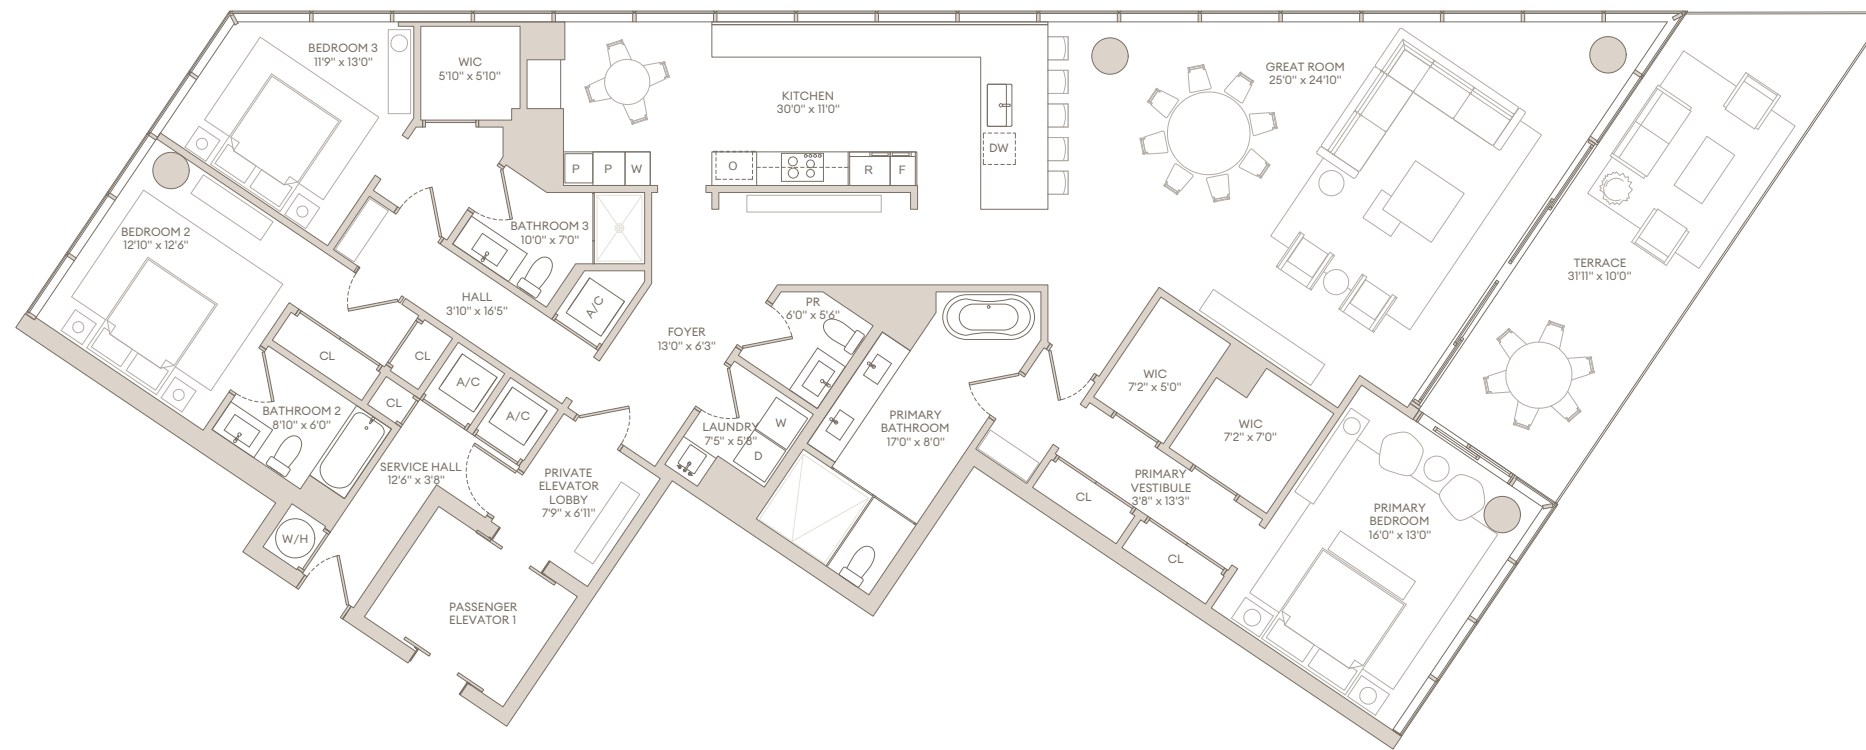 BEDROOM 3
11'9" x 13'0"
WIC
5'10" x 5'10"
KITCHEN
30'0" x 11'0"
GREAT ROOM
25'0" x 24'10"
DW
P
P
W
O
R
F
BEDROOM 2
12'10" x 12'6"
BATHROOM 3
10'0" x 7'0"
TERRACE
31'11" x 10'0"
HALL
3'10" x 16'5"
A/C
PR
6'0" x 5'6"
FOYER
13'0" x 6'3"
CL
CL
A/C
CL
A/C
WIC
7'2" x 5'0"
BATHROOM 2
8'10" x 6'0"
LAUNDRY
7'5" x 5'8"
W
D
PRIMARY
BATHROOM
17'0" x 8'0"
WIC
7'2" x 7'0"
SERVICE HALL
12'6" x 3'8"
PRIVATE
ELEVATOR
LOBBY
7'9" x 6'11"
PRIMARY
VESTIBULE
3'8" x 13'3"
CL
CL
PRIMARY
BEDROOM
16'0" x 13'0"
W/H
PASSENGER
ELEVATOR 1